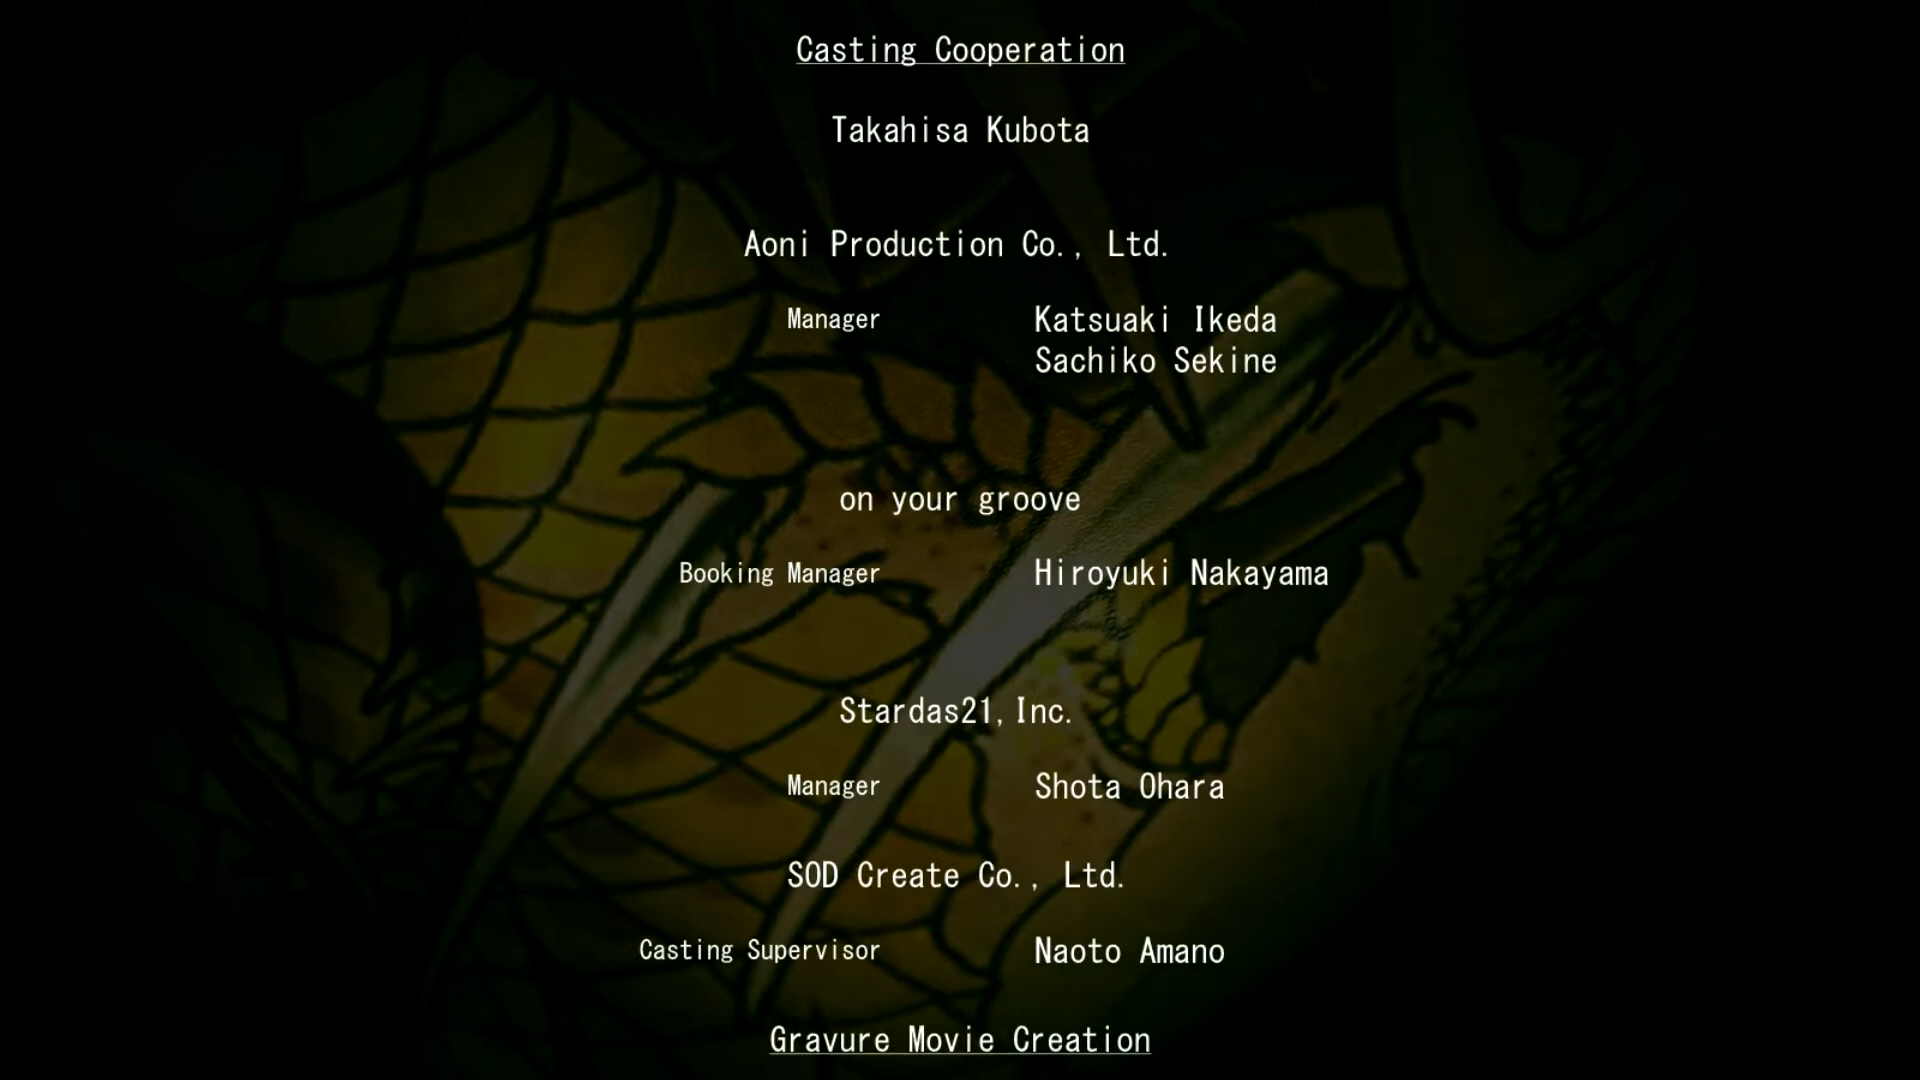 Casting Cooperation
Takahisa Kubota
Aoni Production Co., Ltd.
Manager Katsuaki Ikeda
Sachiko Sekine
on your groove
Booking Manager Hiroyuki Nakayama
Stardas21,Inc.
Manager Shota Ohara
SOD Create Co., Ltd.
Casting Supervisor Naoto Amano
Gravure Movie Creation